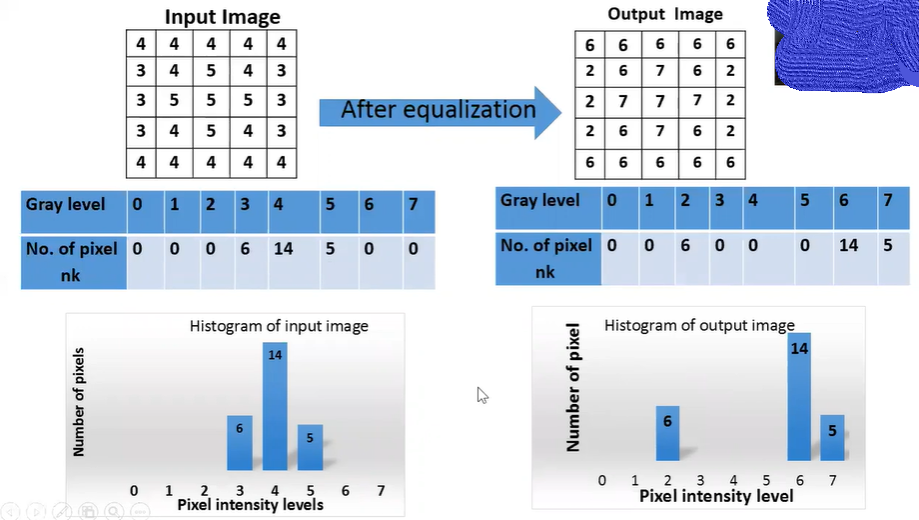 Input Image
4 4 4 4 4
3 4 5 4 3
3 5 5 5 3
3 4 5 4 3
4 4 4 4 4
After equalization
Output Image
6 6 6 6 6
2 6 7 6 2
2 7 7 7 2
2 6 7 6 2
6 6 6 6 6
Gray level 0 1 2 3 4 5 6 7
No. of pixel nk 0 0 0 6 14 5 0 0
Gray level 0 1 2 3 4 5 6 7
No. of pixel nk 0 0 6 0 0 0 14 5
Histogram of input image
Number of pixels
14
6
5
0 1 2 3 4 5 6 7
Pixel intensity levels
Histogram of output image
Number of pixel
14
6
5
0 1 2 3 4 5 6 7
Pixel intensity level